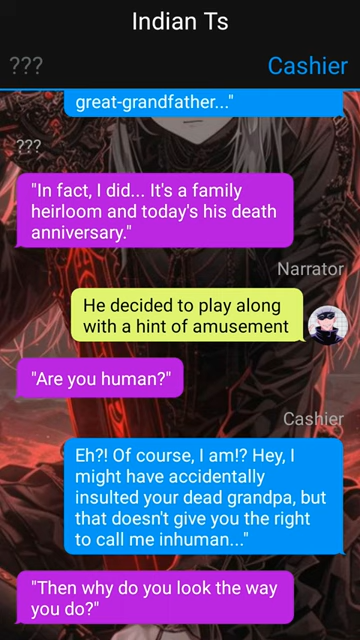 Indian Ts
??? Cashier
great-grandfather..."
???
"In fact, I did... It's a family
heirloom and today's his death
anniversary."
Narrator
He decided to play along
with a hint of amusement
"Are you human?"
Cashier
Eh?! Of course, I am!? Hey, I
might have accidentally
insulted your dead grandpa, but
that doesn't give you the right
to call me inhuman..."
"Then why do you look the way
you do?"